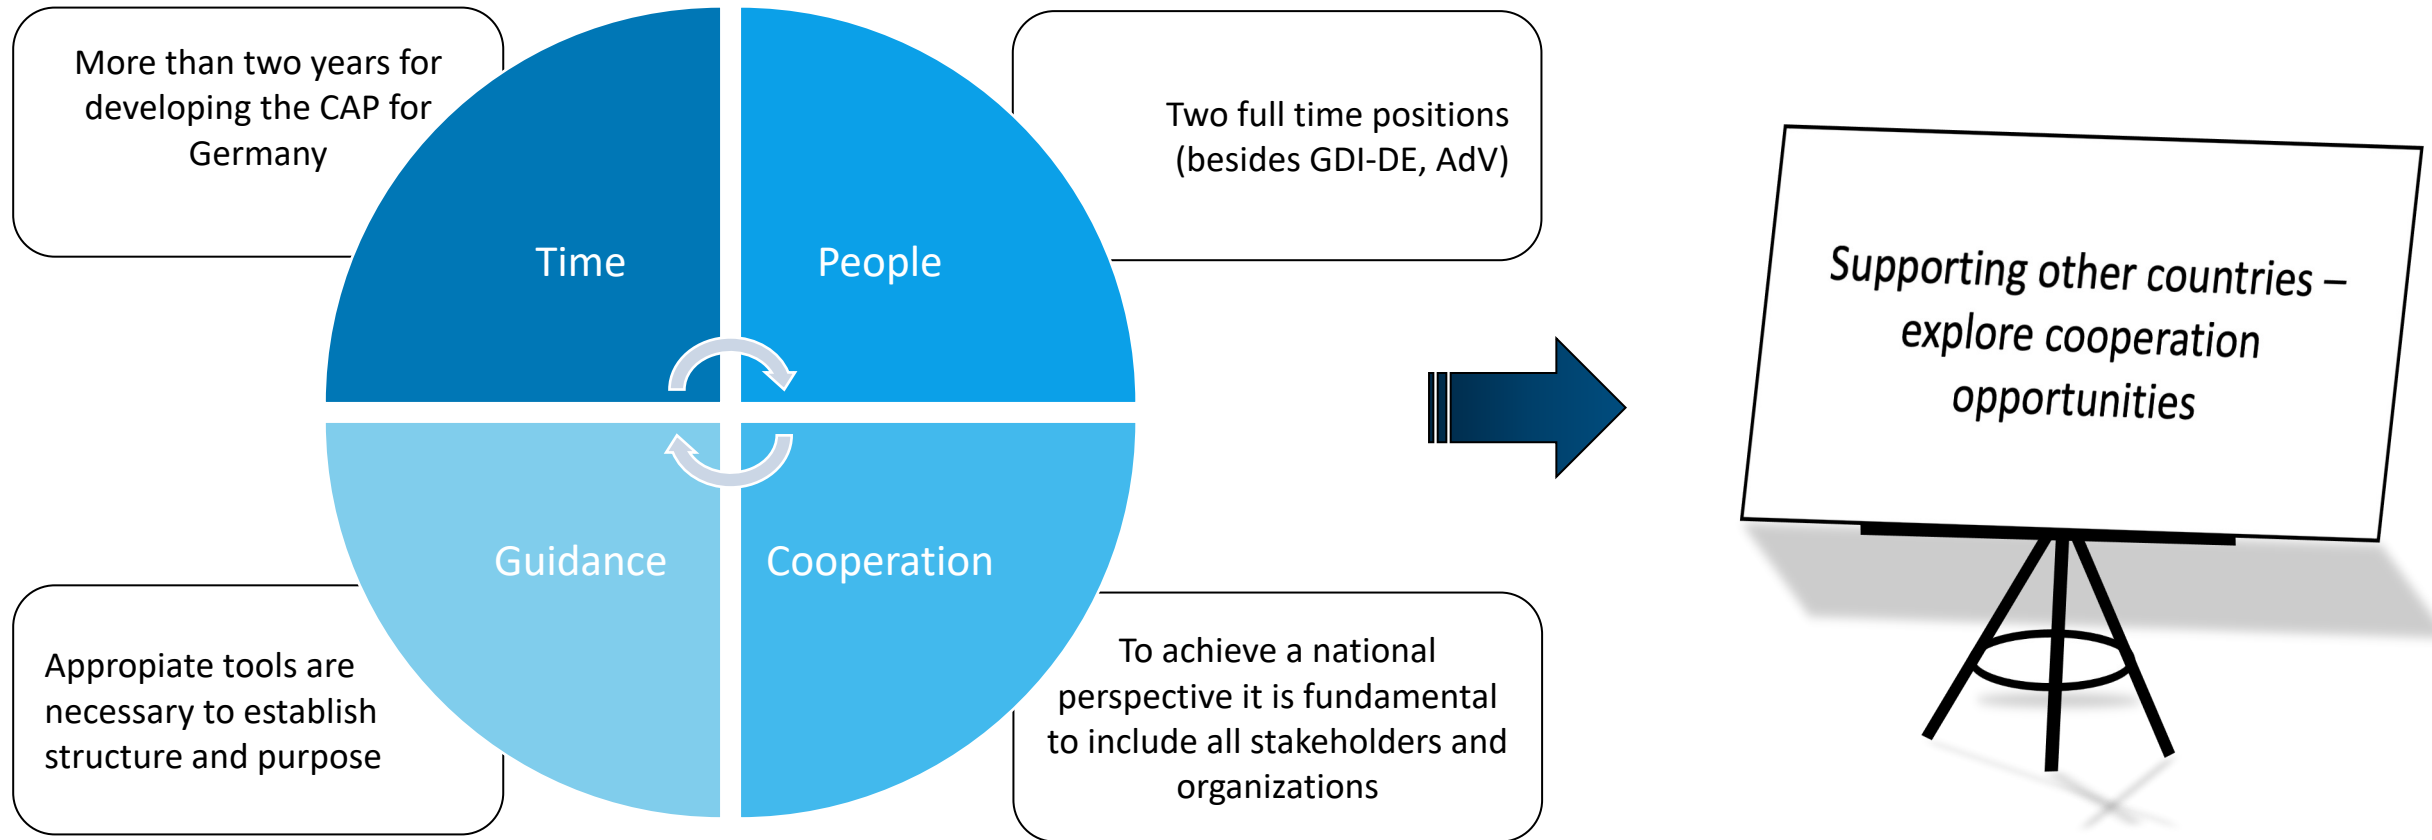 More than two years for
developing the CAP for
Germany
Time
People
Two full time positions
(besides GDI-DE, AdV)
Guidance
Cooperation
Appropiate tools are
necessary to establish
structure and purpose
To achieve a national
perspective it is fundamental
to include all stakeholders and
organizations
Supporting other countries –
explore cooperation
opportunities